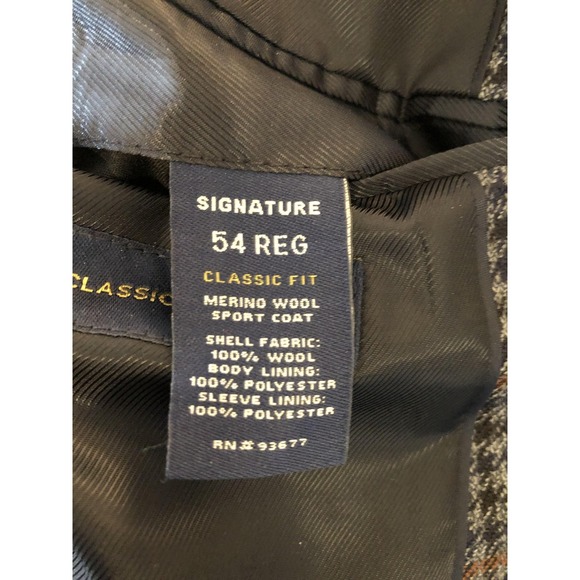 SIGNATURE
54 REG
CLASSIC FIT
MERINO WOOL
SPORT COAT
SHELL FABRIC:
100% WOOL
BODY LINING:
100% POLYESTER
SLEEVE LINING:
100% POLYESTER
RN# 93677
CLASSIC